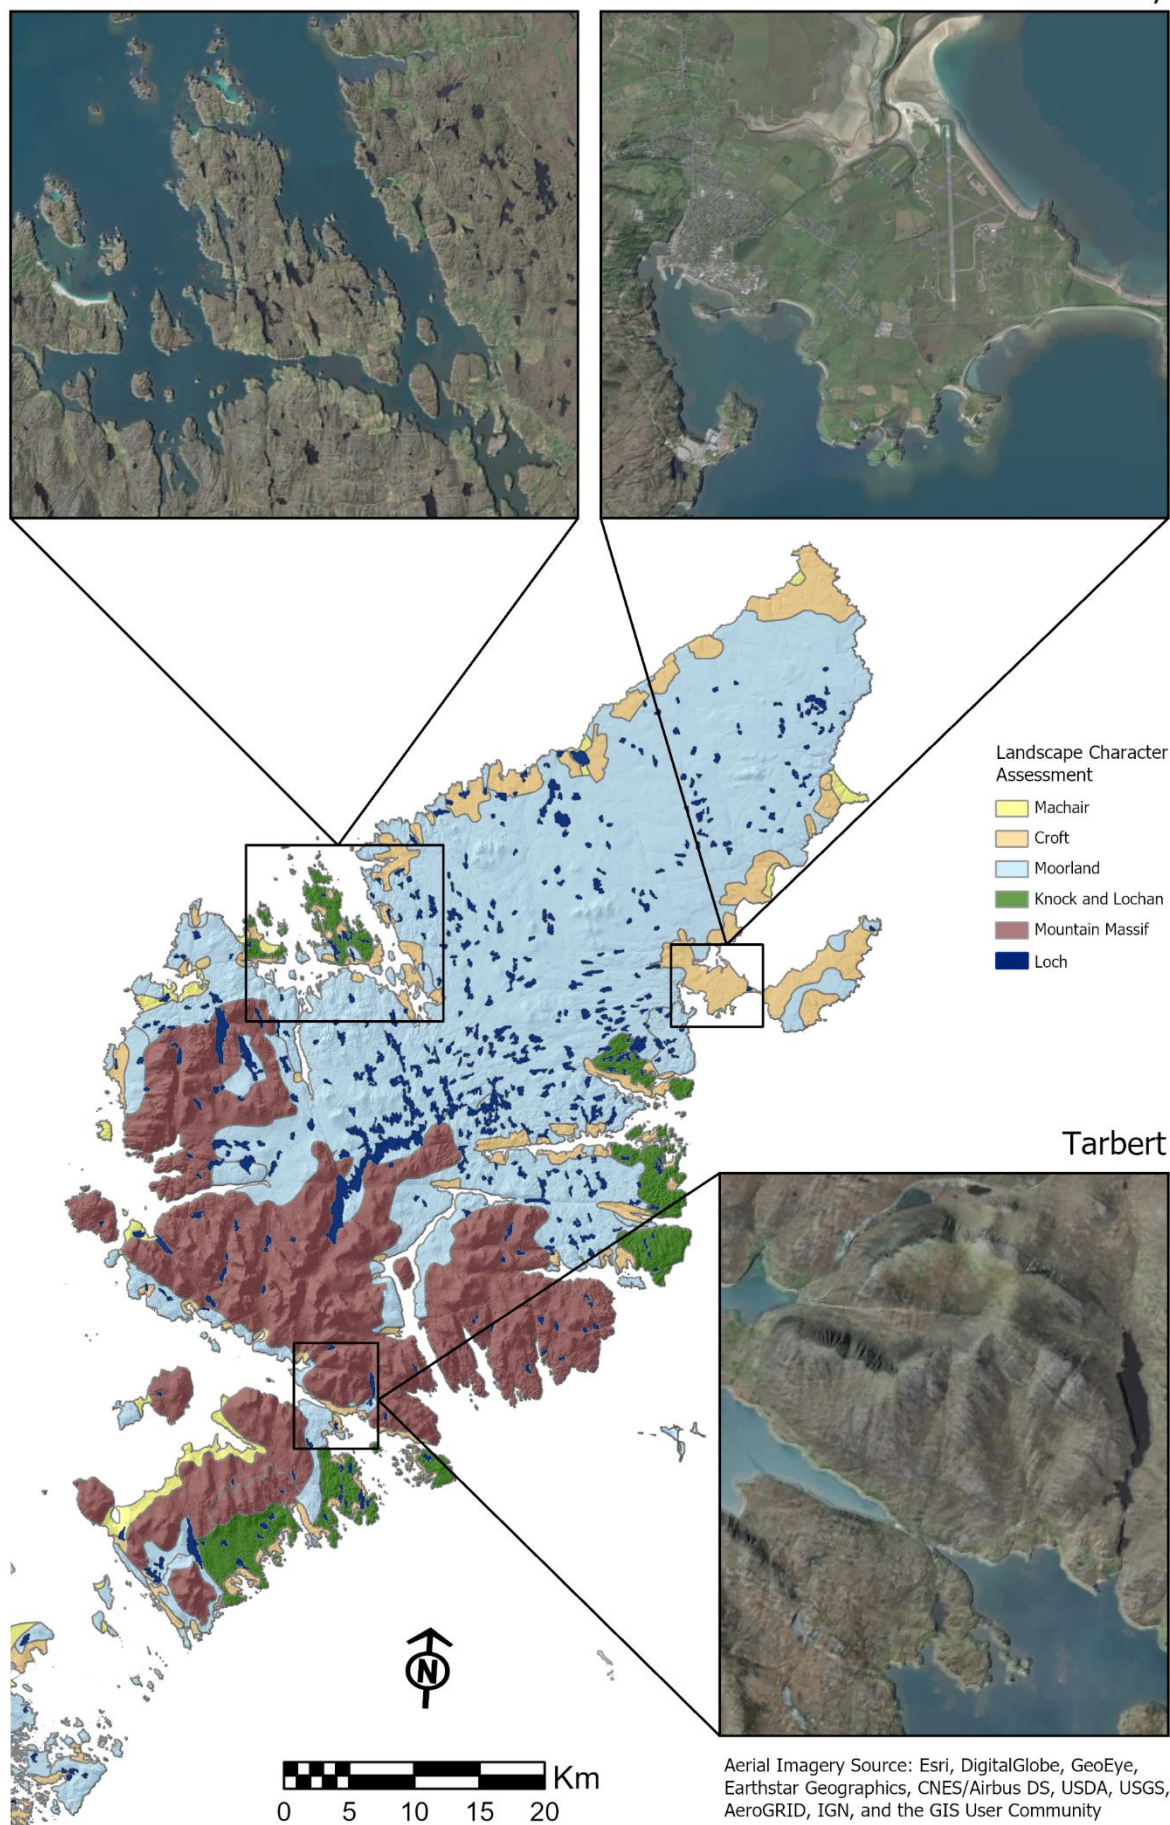 Landscape Character
Assessment
Machair
Croft
Moorland
Knock and Lochan
Mountain Massif
Loch
Tarbert
N
Km
0 5 10 15 20
Aerial Imagery Source: Esri, DigitalGlobe, GeoEye,
Earthstar Geographics, CNES/Airbus DS, USDA, USGS,
AeroGRID, IGN, and the GIS User Community